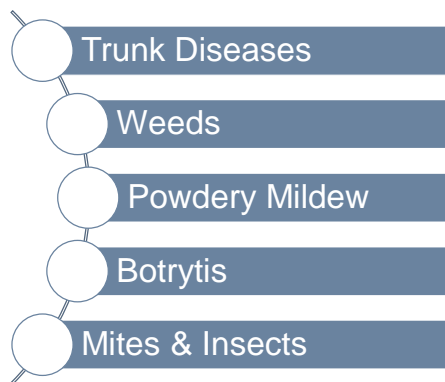 Trunk Diseases
Weeds
Powdery Mildew
Botrytis
Mites & Insects